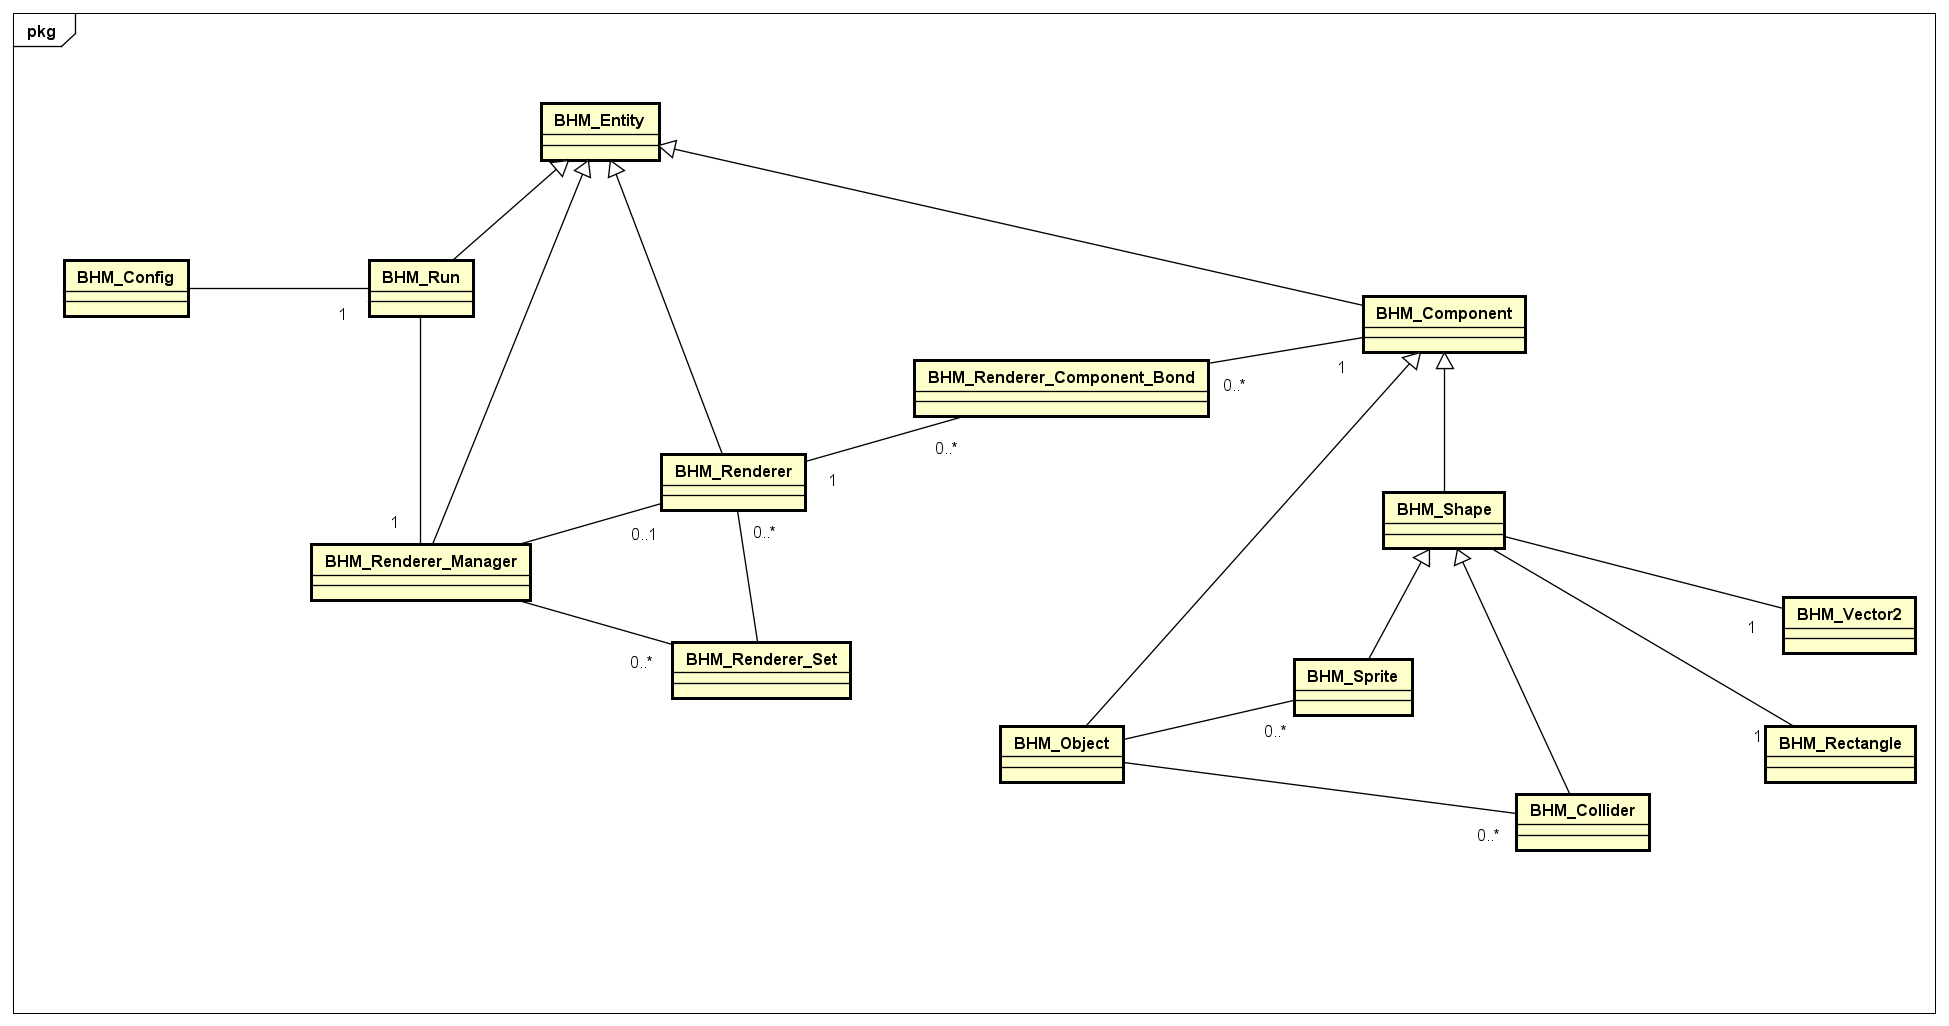 pkg
BHM_Entity
BHM_Config
BHM_Run
1
BHM_Component
1
BHM_Renderer_Component_Bond
0..*
0..*
BHM_Renderer
1
BHM_Shape
1
0..1
0..*
BHM_Renderer_Manager
BHM_Vector2
1
BHM_Renderer_Set
0..*
BHM_Sprite
0..*
BHM_Object
1
BHM_Rectangle
BHM_Collider
0..*